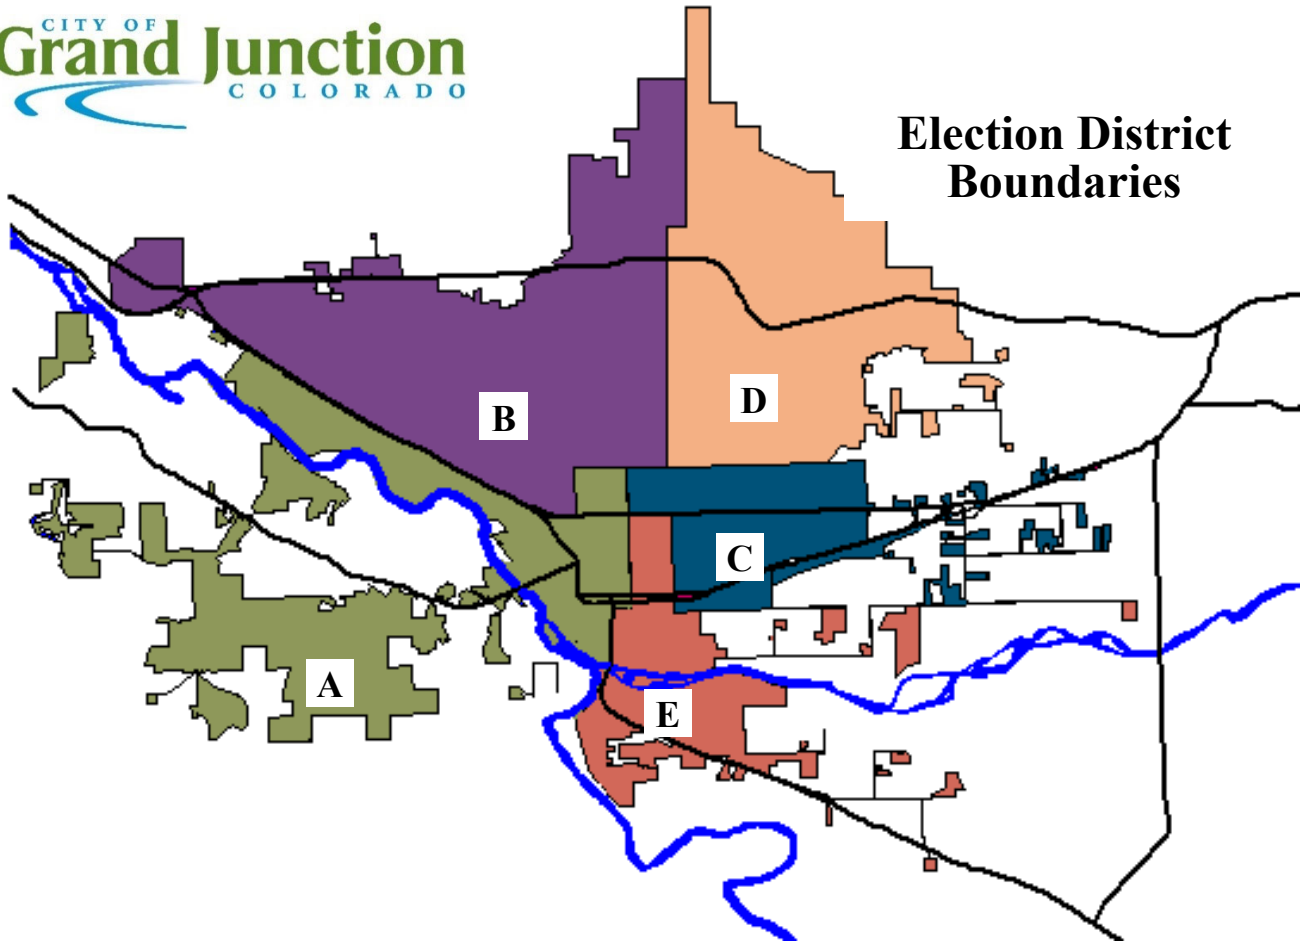 CITY OF
Grand Junction
COLORADO
Election District
Boundaries
B
D
C
A
E